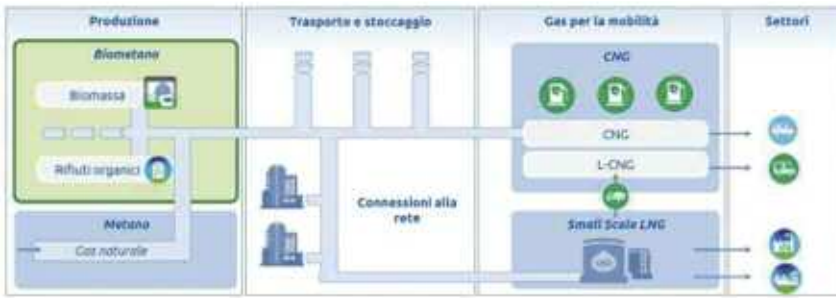 Produzione
Trasporto e stoccaggio
Gas per la mobilità
Settori
Biometano
Biomassa
Rifiuti organici
Metano
Gas naturale
Connessioni alla
rete
CNG
CNG
L-CNG
Small Scale LNG
LNG